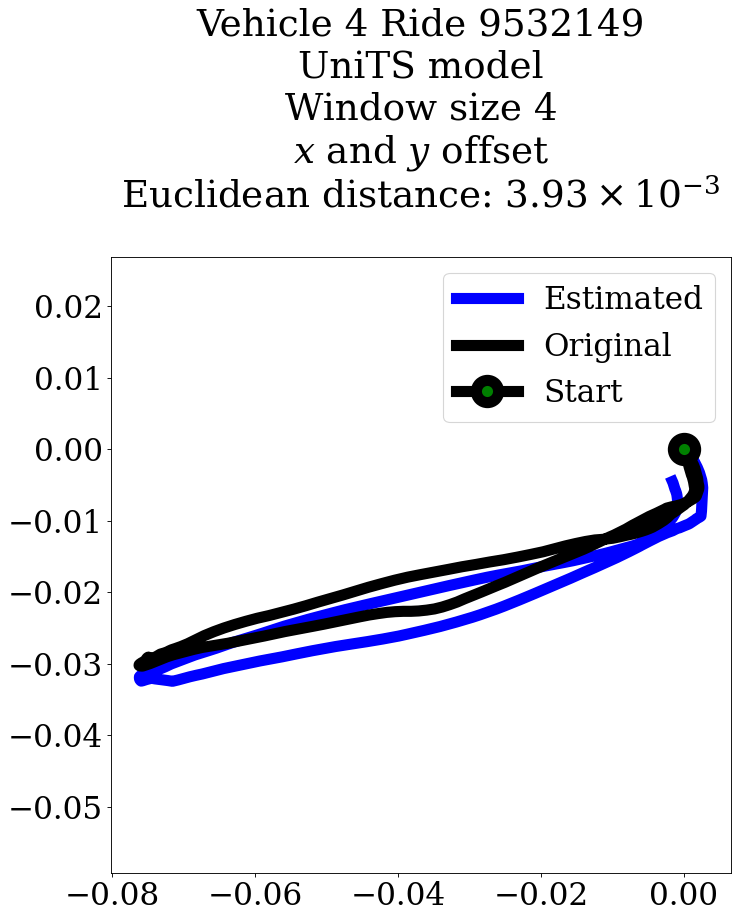 Vehicle 4 Ride 9532149
UniTS model
Window size 4
x and y offset
Euclidean distance: 3.93 × 10⁻³
Estimated
Original
Start
0.02
0.01
0.00
−0.01
−0.02
−0.03
−0.04
−0.05
−0.08 −0.06 −0.04 −0.02 0.00